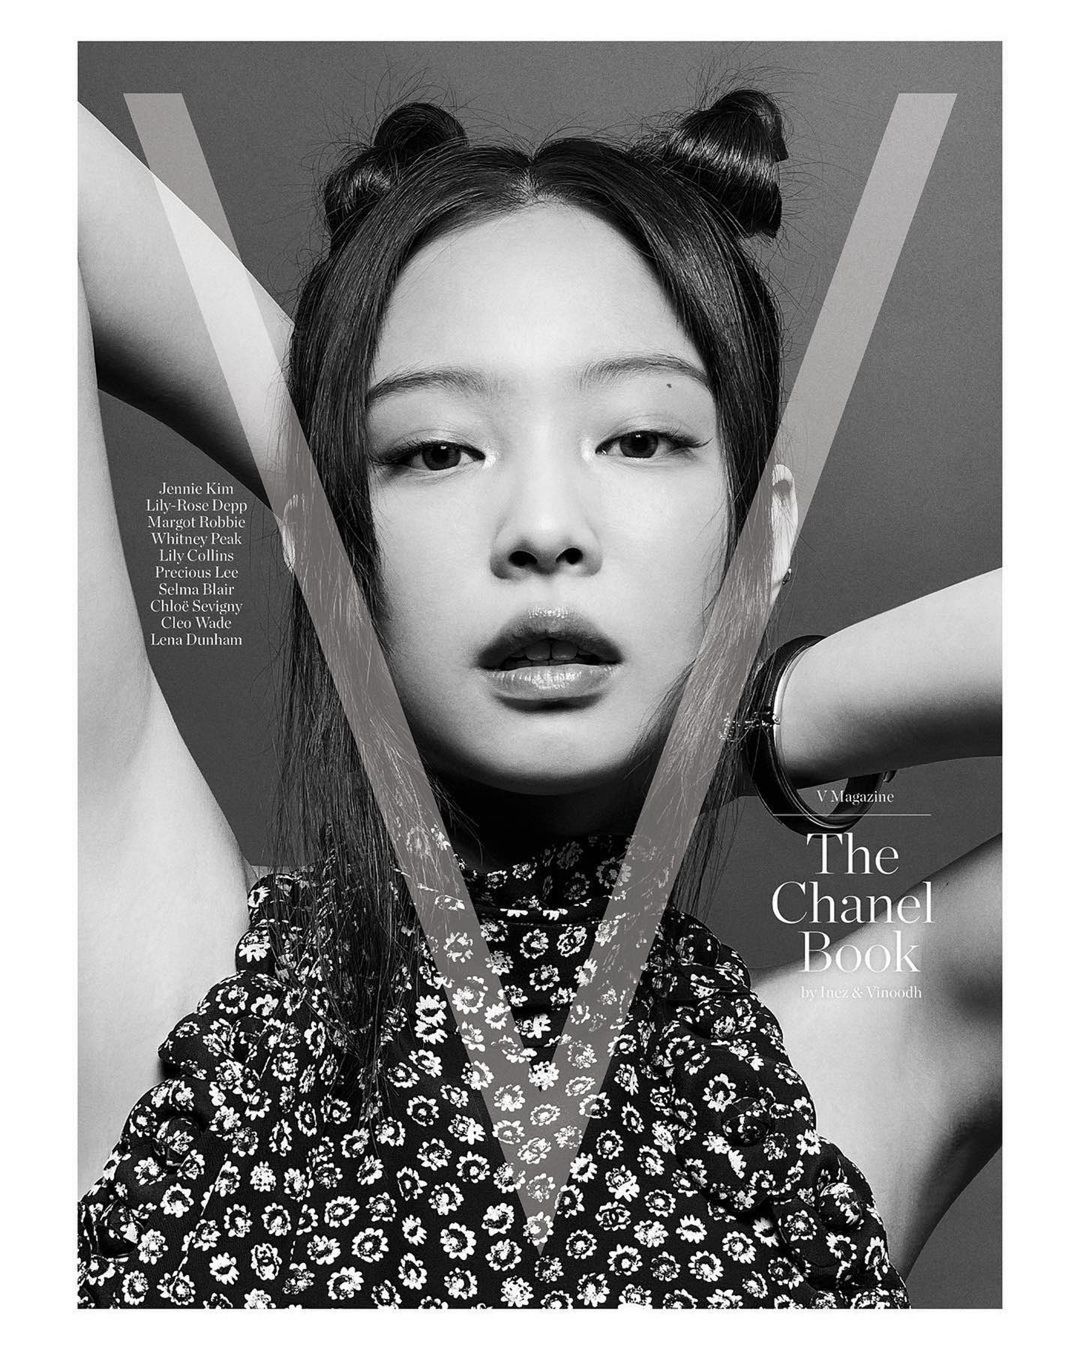 V
Jennie Kim
Lily-Rose Depp
Margot Robbie
Whitney Peak
Lily Collins
Precious Lee
Selma Blair
Chloë Sevigny
Cleo Wade
Lena Dunham
V Magazine
The
Chanel
Book
by Inez & Vinoodh